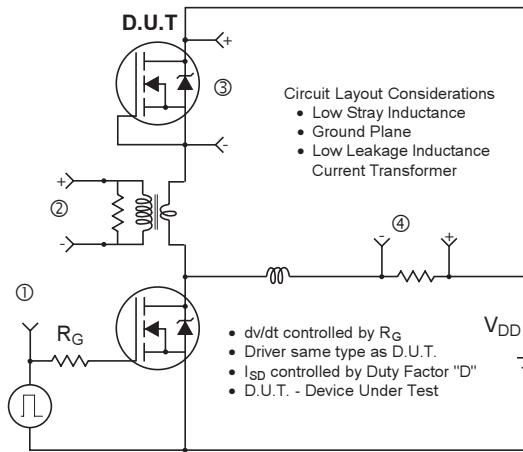 D.U.T
+
③
-
Circuit Layout Considerations
• Low Stray Inductance
• Ground Plane
• Low Leakage Inductance
Current Transformer
+
②
-
④
-
+
①
RG
• dv/dt controlled by RG
• Driver same type as D.U.T.
• ISD controlled by Duty Factor "D"
• D.U.T. - Device Under Test
VDD